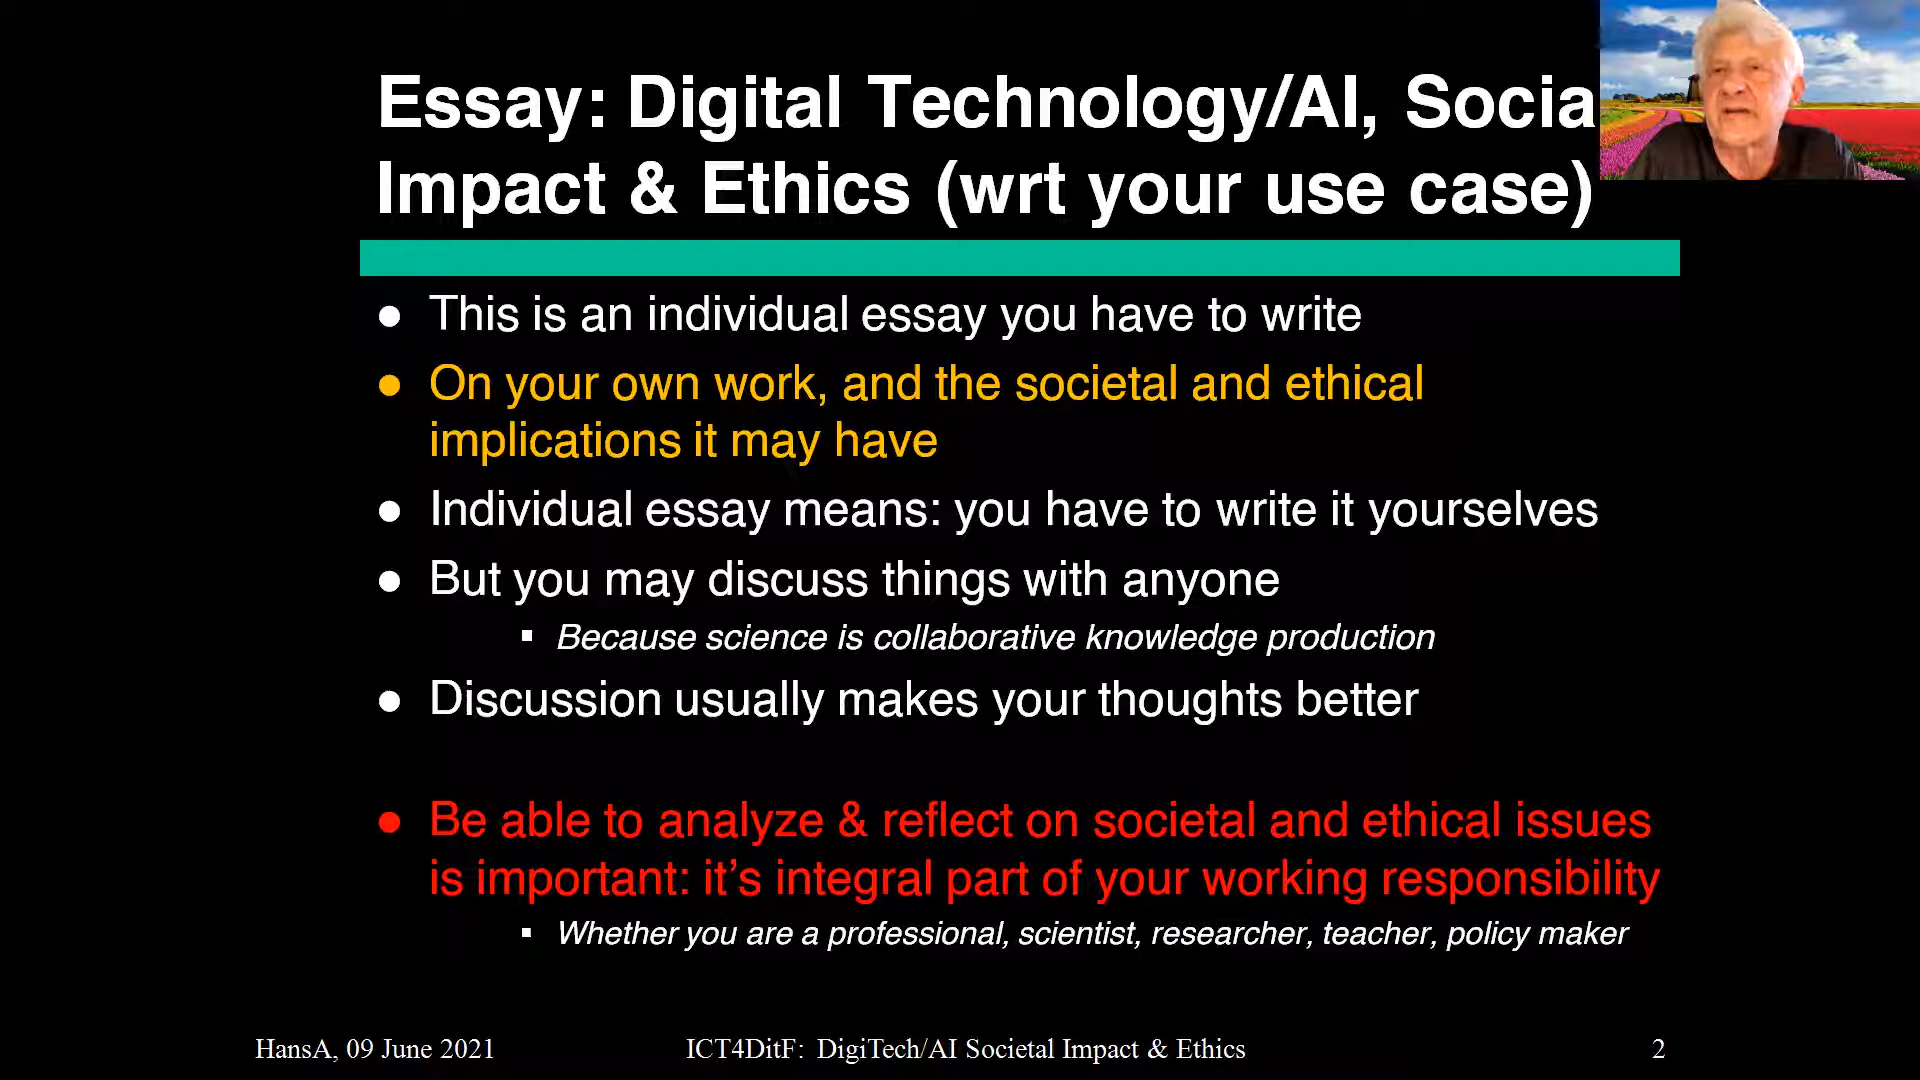 Essay: Digital Technology/AI, Socia
Impact & Ethics (wrt your use case)
● This is an individual essay you have to write
● On your own work, and the societal and ethical
implications it may have
● Individual essay means: you have to write it yourselves
● But you may discuss things with anyone
▪ Because science is collaborative knowledge production
● Discussion usually makes your thoughts better
● Be able to analyze & reflect on societal and ethical issues
is important: it’s integral part of your working responsibility
▪ Whether you are a professional, scientist, researcher, teacher, policy maker
HansA, 09 June 2021
ICT4DitF: DigiTech/AI Societal Impact & Ethics
2